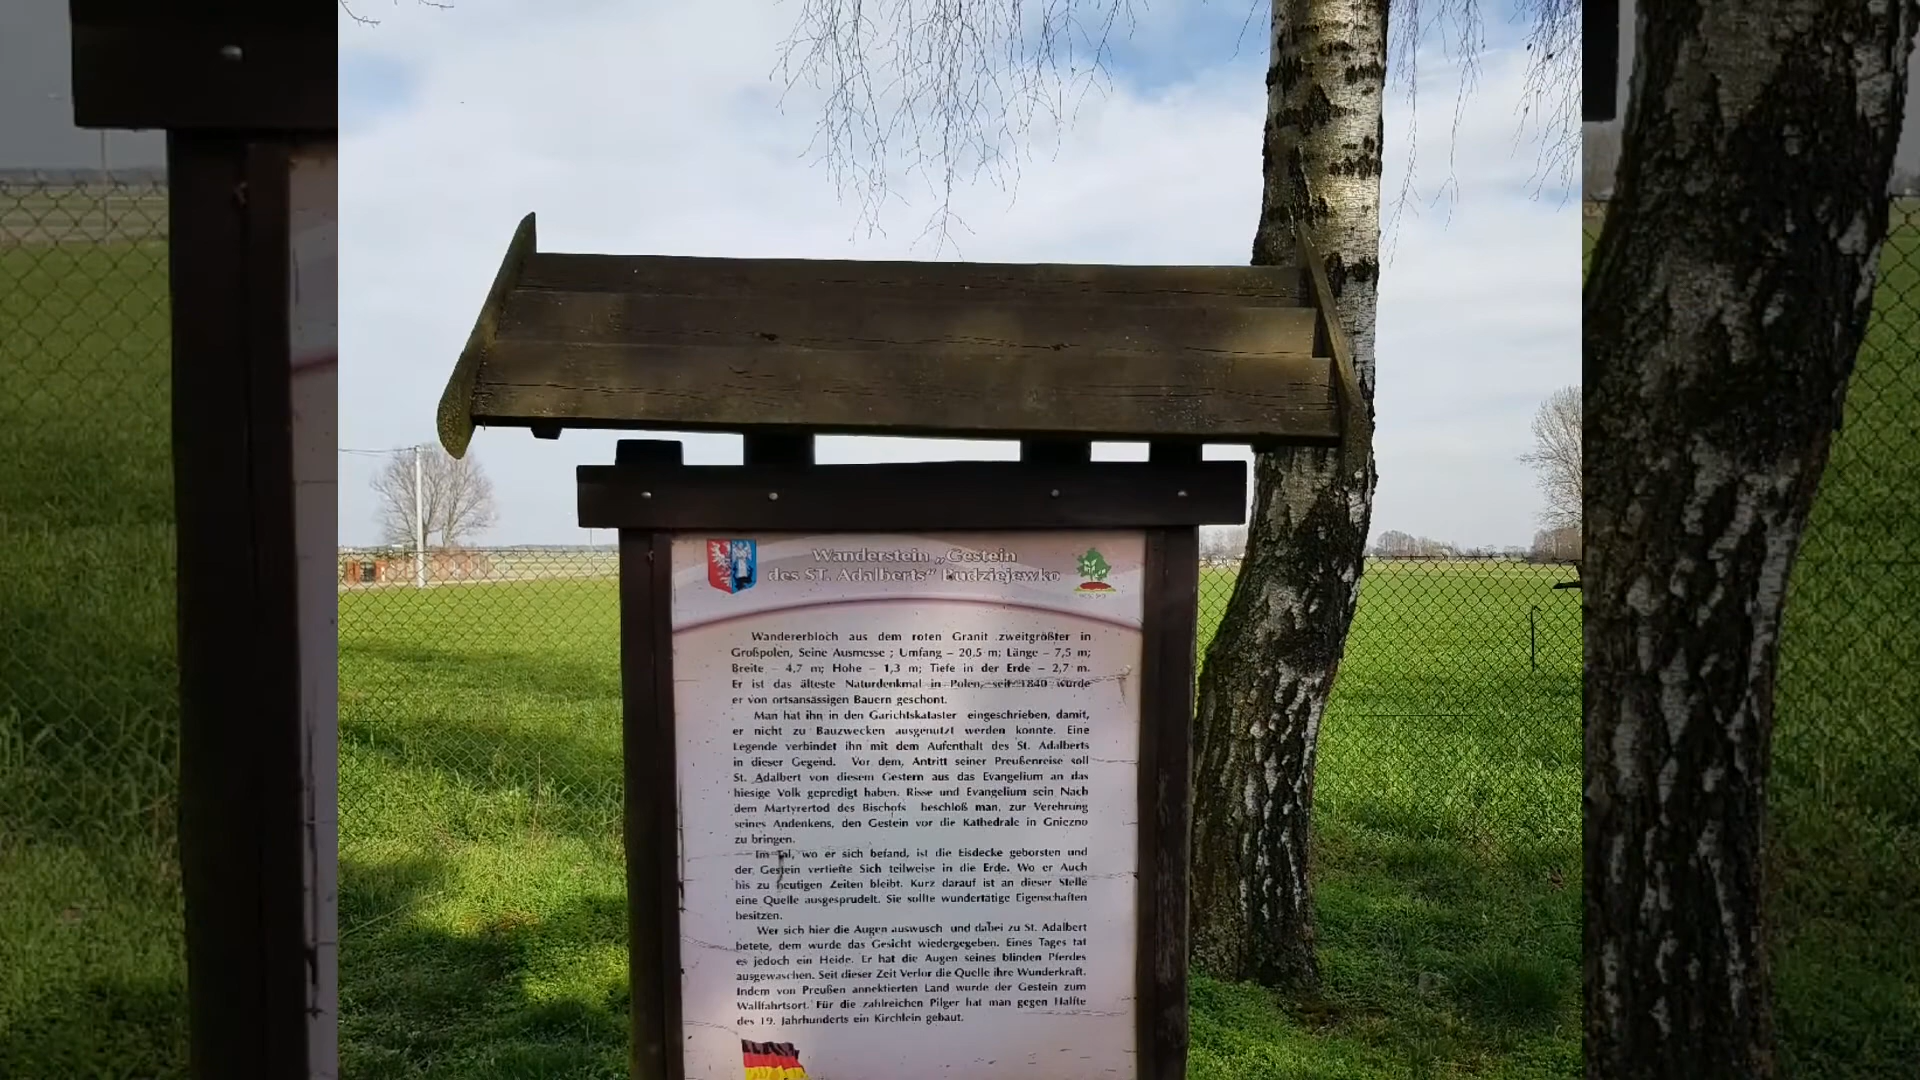 Wanderstein „Gestein
des ST. Adalberts" Budziejewko
Wandererbloch aus dem roten Granit zweitgrößter in
Großpolen, Seine Ausmesse ; Umfang – 20,5 m; Länge – 7,5 m;
Breite – 4,7 m; Hohe – 1,3 m; Tiefe in der Erde – 2,7 m.
Er ist das älteste Naturdenkmal in Polen, seit 1840 wurde
er von ortsansässigen Bauern geschont.
Man hat ihn in den Garichtskataster eingeschrieben, damit,
er nicht zu Bauzwecken ausgenutzt werden konnte. Eine
Legende verbindet ihn mit dem Aufenthalt des St. Adalberts
in dieser Gegend. Vor dem, Antritt seiner Preußenreise soll
St. Adalbert von diesem Gestern aus das Evangelium an das
hiesige Volk gepredigt haben. Risse und Evangelium sein Nach
dem Martyrertod des Bischofs beschloß man, zur Verehrung
seines Andenkens, den Gestein vor die Kathedrale in Gniezno
zu bringen.
Im Tal, wo er sich befand, ist die Eisdecke geborsten und
der Gestein vertiefte Sich teilweise in die Erde. Wo er Auch
bis zu heutigen Zeiten bleibt. Kurz darauf ist an dieser Stelle
eine Quelle ausgesprudelt. Sie sollte wundertätige Eigenschaften
besitzen.
Wer sich hier die Augen auswusch und dabei zu St. Adalbert
betete, dem wurde das Gesicht wiedergegeben. Eines Tages tat
es jedoch ein Heide. Er hat die Augen seines blinden Pferdes
ausgewaschen. Seit dieser Zeit Verlor die Quelle ihre Wunderkraft.
Indem von Preußen annektierten Land wurde der Gestein zum
Wallfahrtsort. Für die zahlreichen Pilger hat man gegen Halfte
des 19. Jahrhunderts ein Kirchlein gebaut.